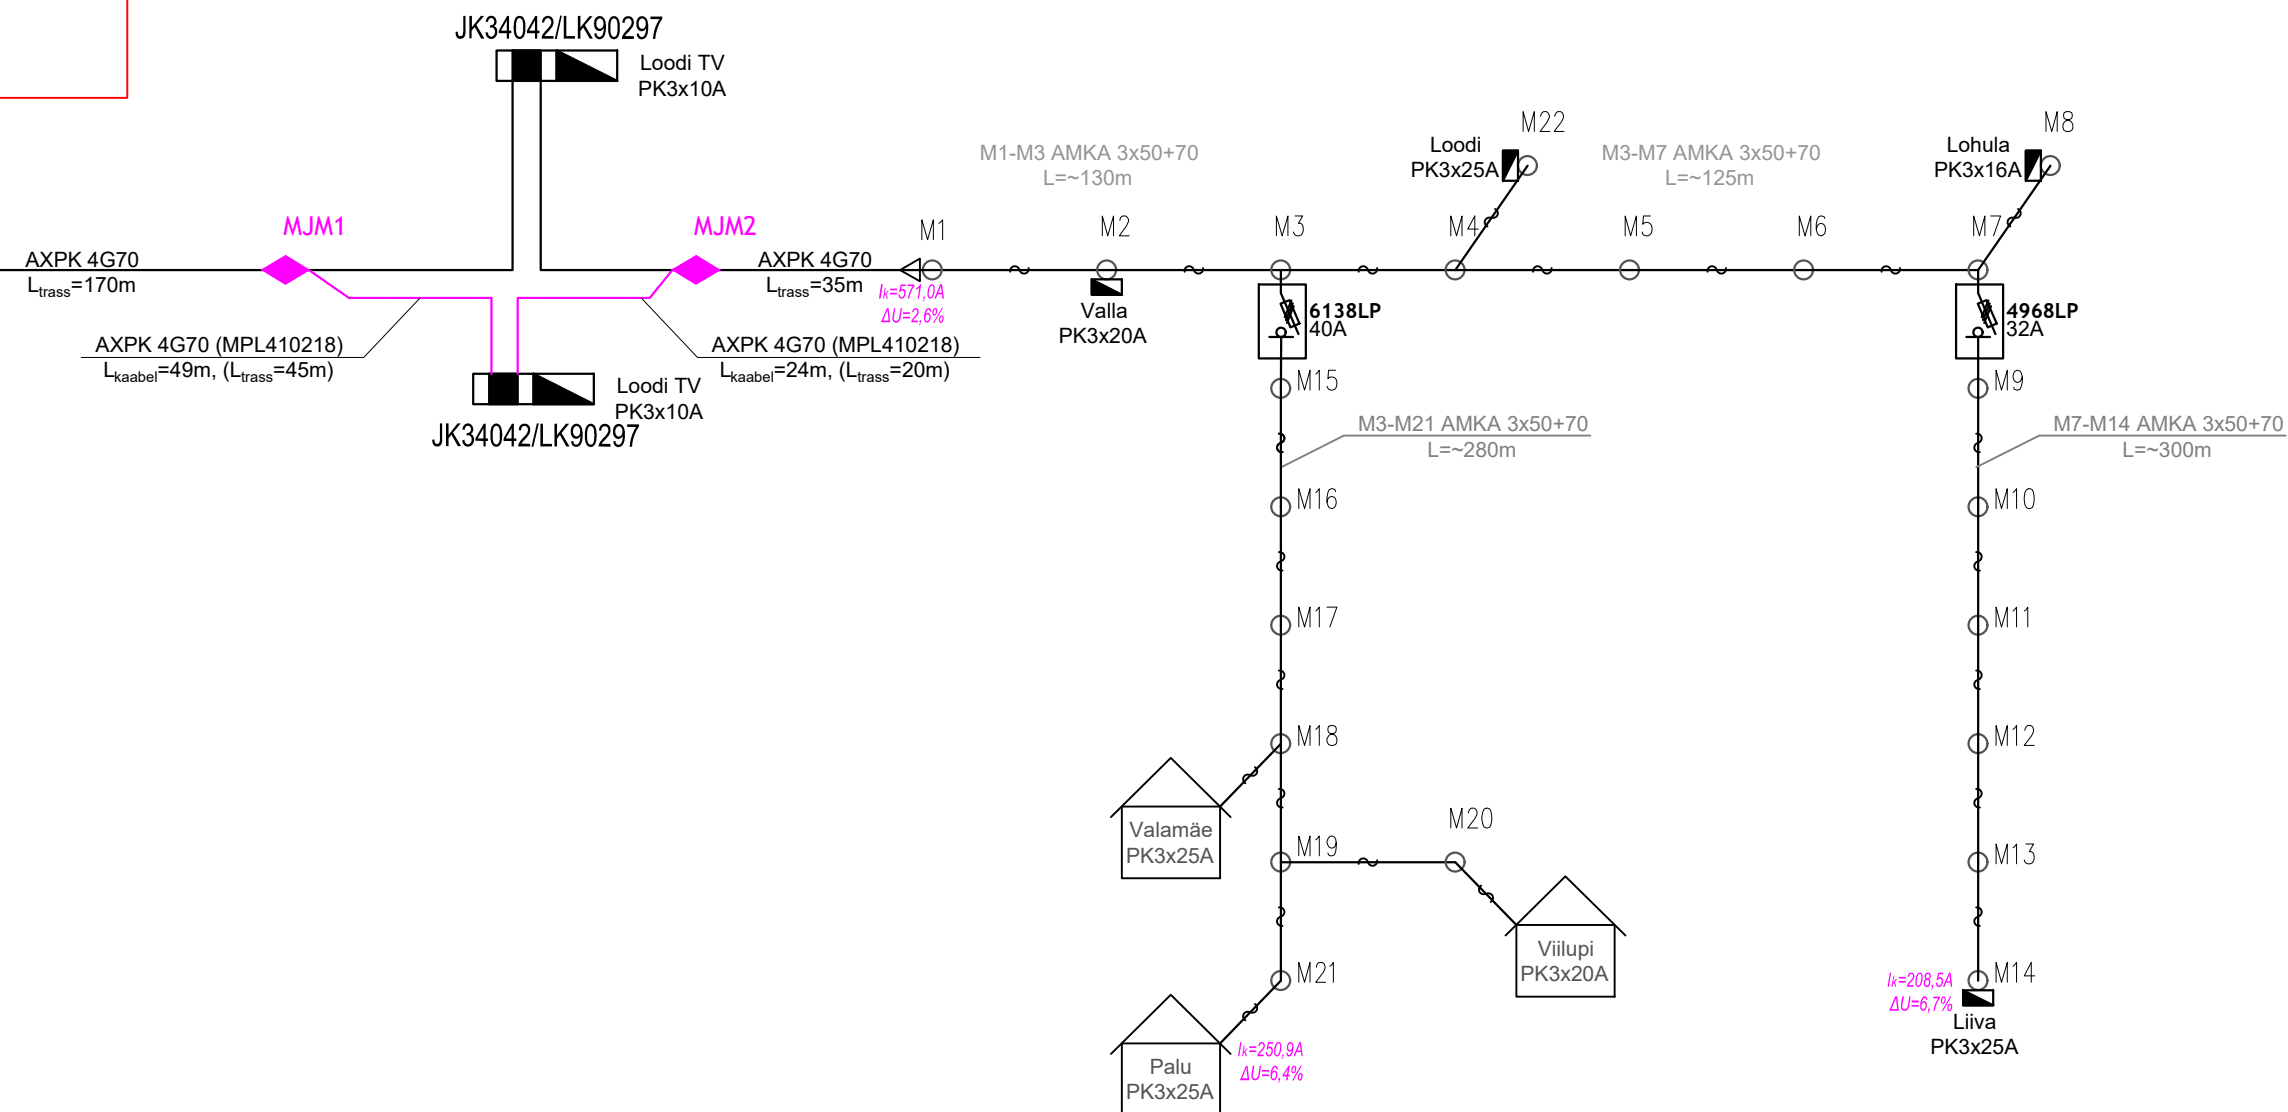 JK34042/LK90297
Loodi TV
PK3x10A
MJM1
MJM2
AXPK 4G70
Ltrass=170m
AXPK 4G70
Ltrass=35m
Ik=571,0A
ΔU=2,6%
AXPK 4G70 (MPL410218)
Lkaabel=49m, (Ltrass=45m)
AXPK 4G70 (MPL410218)
Lkaabel=24m, (Ltrass=20m)
Loodi TV
PK3x10A
JK34042/LK90297
M1-M3 AMKA 3x50+70
L=~130m
M1
M2
M3
Valla
PK3x20A
Loodi
PK3x25A
M22
M3-M7 AMKA 3x50+70
L=~125m
M4
M5
M6
M7
Lohula
PK3x16A
M8
6138LP
40A
4968LP
32A
M15
M3-M21 AMKA 3x50+70
L=~280m
M16
M17
M18
Valamäe
PK3x25A
M19
M20
Viilupi
PK3x20A
M21
Palu
PK3x25A
Ik=250,9A
ΔU=6,4%
M9
M7-M14 AMKA 3x50+70
L=~300m
M10
M11
M12
M13
M14
Ik=208,5A
ΔU=6,7%
Liiva
PK3x25A